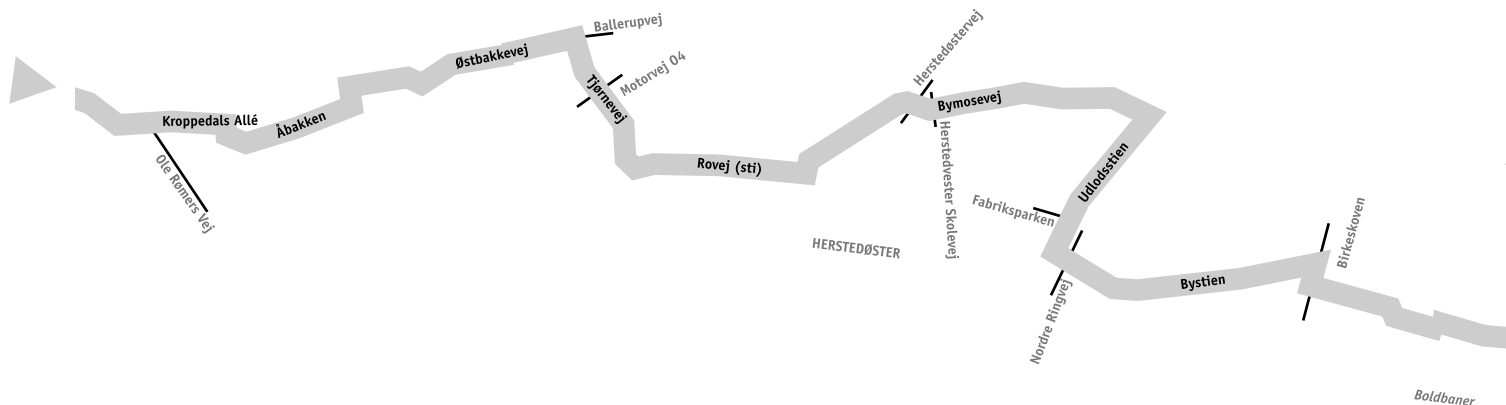 Kroppedals Allé
Ole Rømers Vej
Åbakken
Østbakkevej
Ballerupvej
Tjørnevej
Motorvej O4
Rovej (sti)
HERSTEDØSTER
Herstedøstervej
Bymosevej
Herstedvester Skolevej
Udlodsstien
Fabriksparken
Nordre Ringvej
Bystien
Birkeskoven
Boldbaner